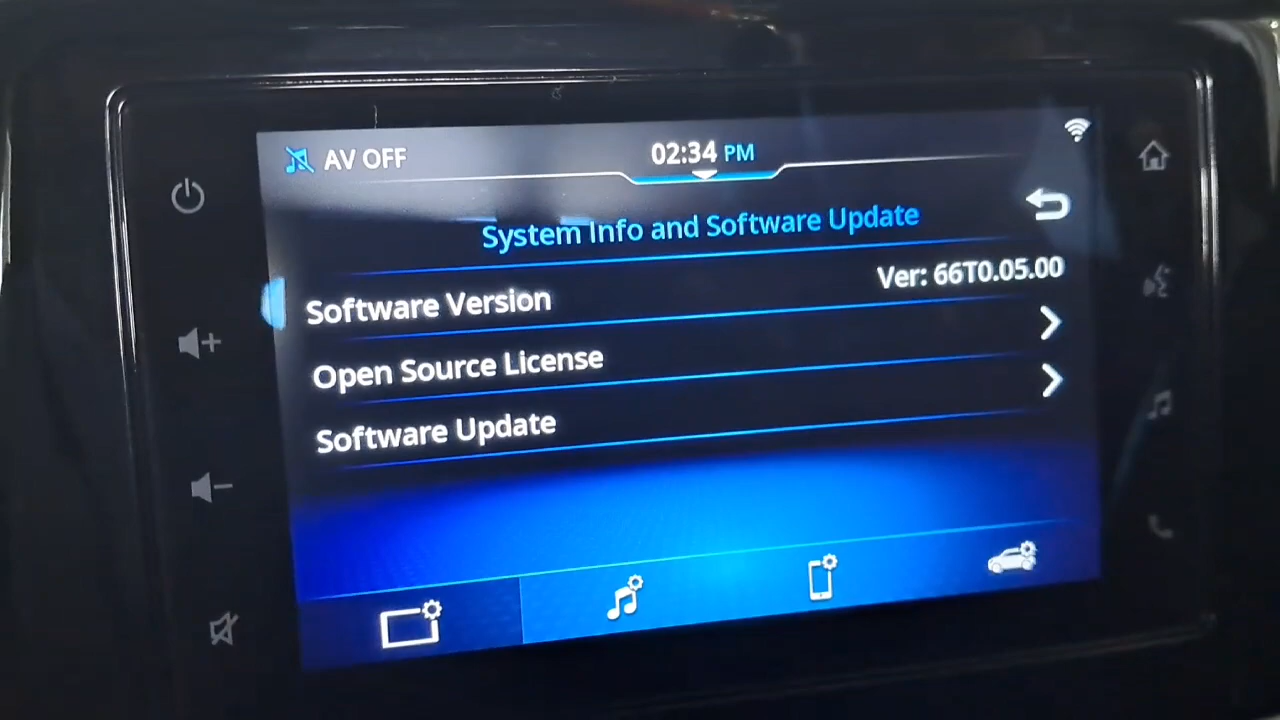 AV OFF
02:34 PM
System Info and Software Update
Software Version
Ver: 66T0.05.00
Open Source License
Software Update